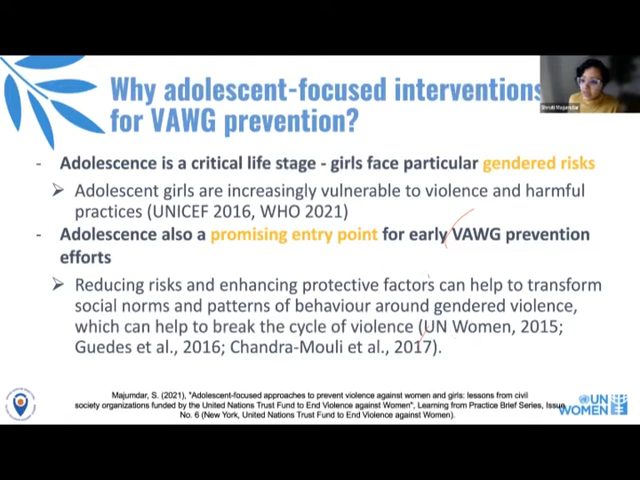 Why adolescent-focused interventions
for VAWG prevention?
Shruti Majumdar
- Adolescence is a critical life stage - girls face particular gendered risks
Adolescent girls are increasingly vulnerable to violence and harmful
practices (UNICEF 2016, WHO 2021)
- Adolescence also a promising entry point for early VAWG prevention
efforts
Reducing risks and enhancing protective factors can help to transform
social norms and patterns of behaviour around gendered violence,
which can help to break the cycle of violence (UN Women, 2015;
Guedes et al., 2016; Chandra-Mouli et al., 2017).
Majumdar, S. (2021), "Adolescent-focused approaches to prevent violence against women and girls: lessons from civil
society organizations funded by the United Nations Trust Fund to End Violence against Women", Learning from Practice Brief Series, Issue
No. 6 (New York, United Nations Trust Fund to End Violence against Women).
UN
WOMEN